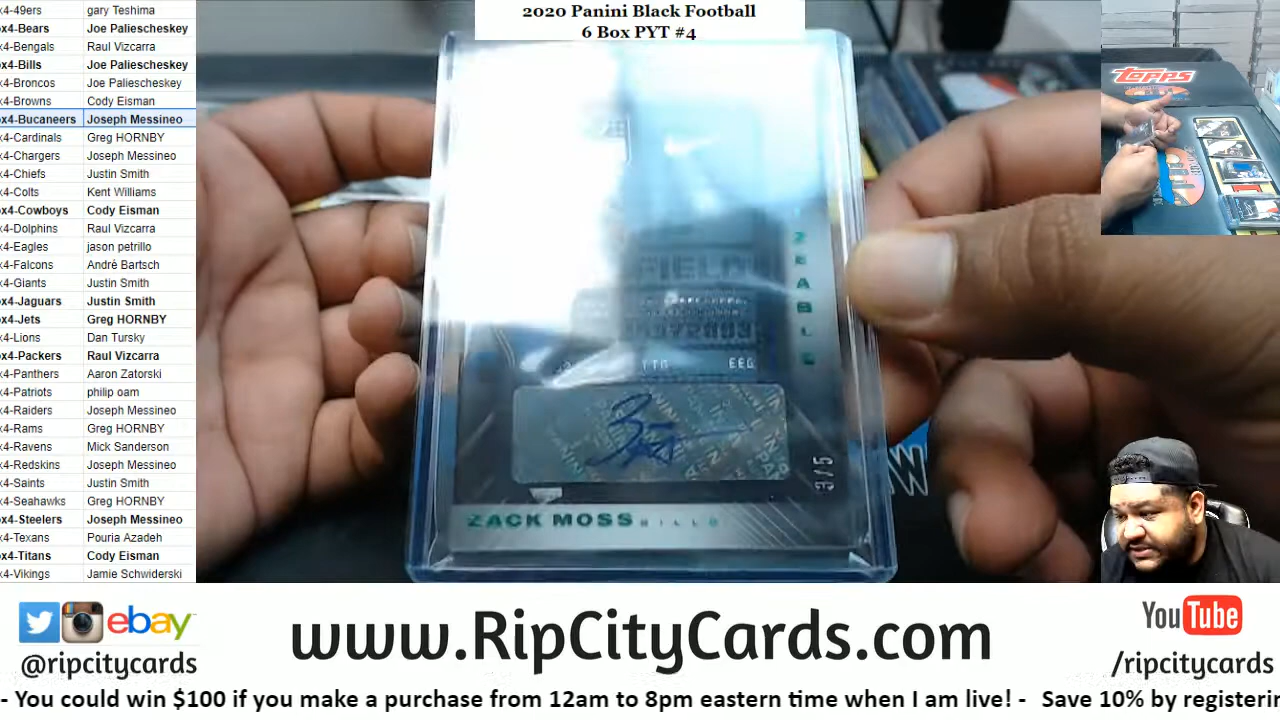 2020 Panini Black Football
6 Box PYT #4
x4-49ers gary Teshima
x4-Bears Joe Paliescheskey
x4-Bengals Raul Vizcarra
x4-Bills Joe Paliescheskey
x4-Broncos Joe Paliescheskey
x4-Browns Cody Eisman
x4-Bucaneers Joseph Messineo
x4-Cardinals Greg HORNBY
x4-Chargers Joseph Messineo
x4-Chiefs Justin Smith
x4-Colts Kent Williams
x4-Cowboys Cody Eisman
x4-Dolphins Raul Vizcarra
x4-Eagles jason petrillo
x4-Falcons André Bartsch
x4-Giants Justin Smith
x4-Jaguars Justin Smith
x4-Jets Greg HORNBY
x4-Lions Dan Tursky
x4-Packers Raul Vizcarra
x4-Panthers Aaron Zatorski
x4-Patriots philip oam
x4-Raiders Joseph Messineo
x4-Rams Greg HORNBY
x4-Ravens Mick Sanderson
x4-Redskins Joseph Messineo
x4-Saints Justin Smith
x4-Seahawks Greg HORNBY
x4-Steelers Joseph Messineo
x4-Texans Pouria Azadeh
x4-Titans Cody Eisman
x4-Vikings Jamie Schwiderski
FIELD
EEG
3/5
ZACK MOSS BILLS
TOPPS
ebay
@ripcitycards
www.RipCityCards.com
YouTube
/ripcitycards
- You could win $100 if you make a purchase from 12am to 8pm eastern time when I am live! - Save 10% by registerin